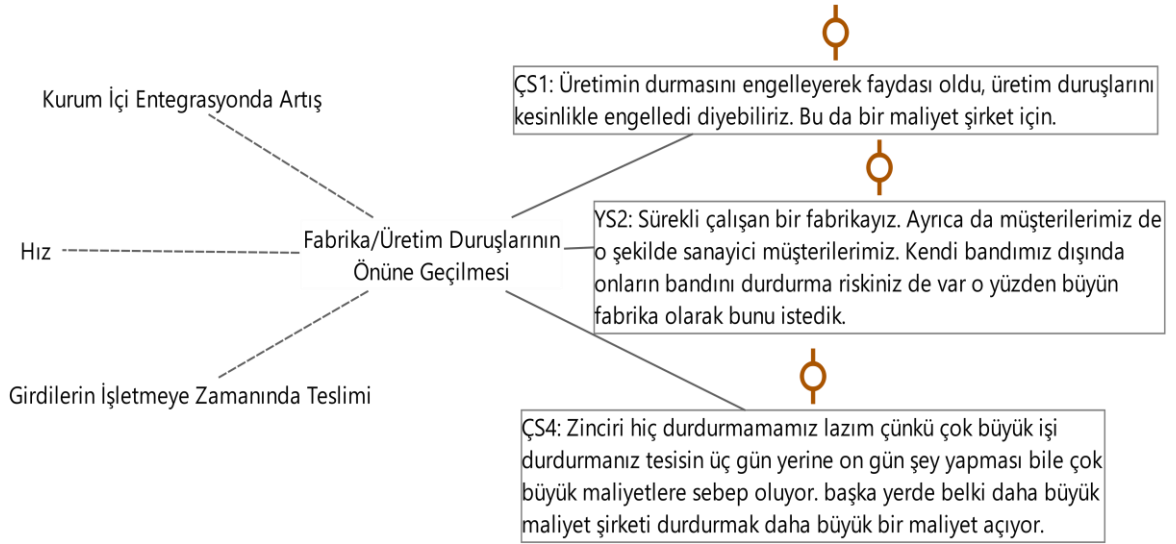 Kurum İçi Entegrasyonda Artış
Hız
Girdilerin İşletmeye Zamanında Teslimi
Fabrika/Üretim Duruşlarının
Önüne Geçilmesi
ÇS1: Üretimin durmasını engelleyerek faydası oldu, üretim duruşlarını
kesinlikle engelledi diyebiliriz. Bu da bir maliyet şirket için.
YS2: Sürekli çalışan bir fabrikayız. Ayrıca da müşterilerimiz de
o şekilde sanayici müşterilerimiz. Kendi bandımız dışında
onların bandını durdurma riskiniz de var o yüzden büyün
fabrika olarak bunu istedik.
ÇS4: Zinciri hiç durdurmamamız lazım çünkü çok büyük işi
durdurmanız tesisin üç gün yerine on gün şey yapması bile çok
büyük maliyetlere sebep oluyor. başka yerde belki daha büyük
maliyet şirketi durdurmak daha büyük bir maliyet açıyor.